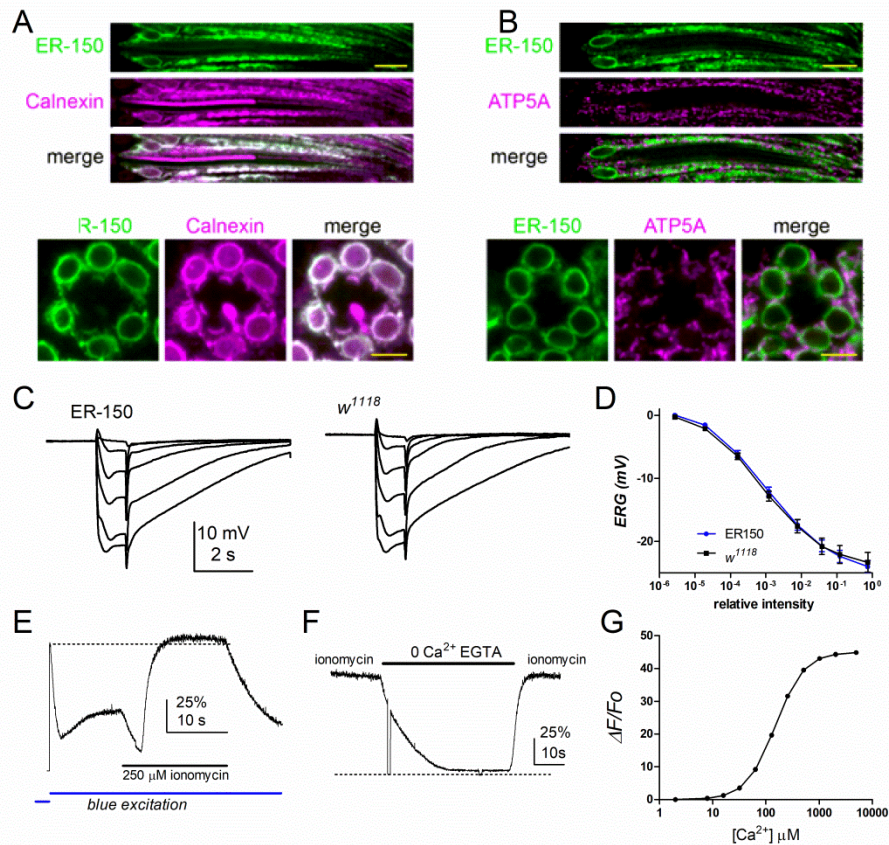 A
ER-150
Calnexin
merge
R-150 Calnexin merge
B
ER-150
ATP5A
merge
ER-150 ATP5A merge
C
ER-150
w1118
10 mV
2 s
D
ERG (mV)
0
-10
-20
ER150
w1118
10-6 10-5 10-4 10-3 10-2 10-1 100
relative intensity
E
25%
10 s
250 µM ionomycin
blue excitation
F
0 Ca2+ EGTA
ionomycin ionomycin
25%
10s
G
ΔF/Fo
50
40
30
20
10
0
1 10 100 1000 10000
[Ca2+] µM